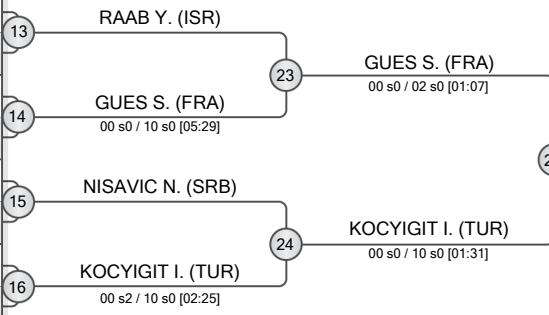 13
RAAB Y. (ISR)
23
GUES S. (FRA)
00 s0 / 02 s0 [01:07]
14
GUES S. (FRA)
00 s0 / 10 s0 [05:29]
15
NISAVIC N. (SRB)
24
KOCYIGIT I. (TUR)
00 s0 / 10 s0 [01:31]
16
KOCYIGIT I. (TUR)
00 s2 / 10 s0 [02:25]